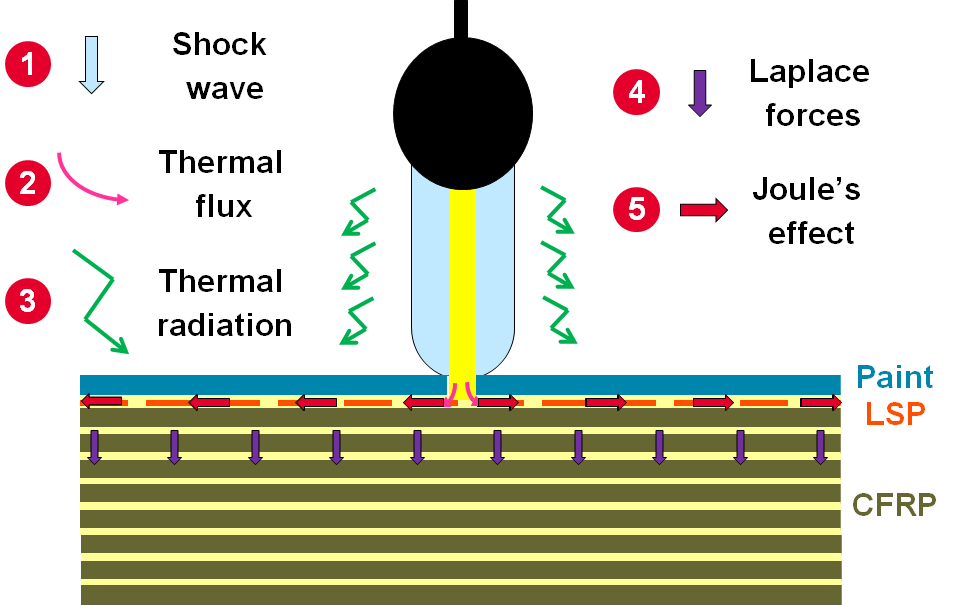 1
Shock
wave
2
Thermal
flux
3
Thermal
radiation
4
Laplace
forces
5
Joule’s
effect
Paint
LSP
CFRP